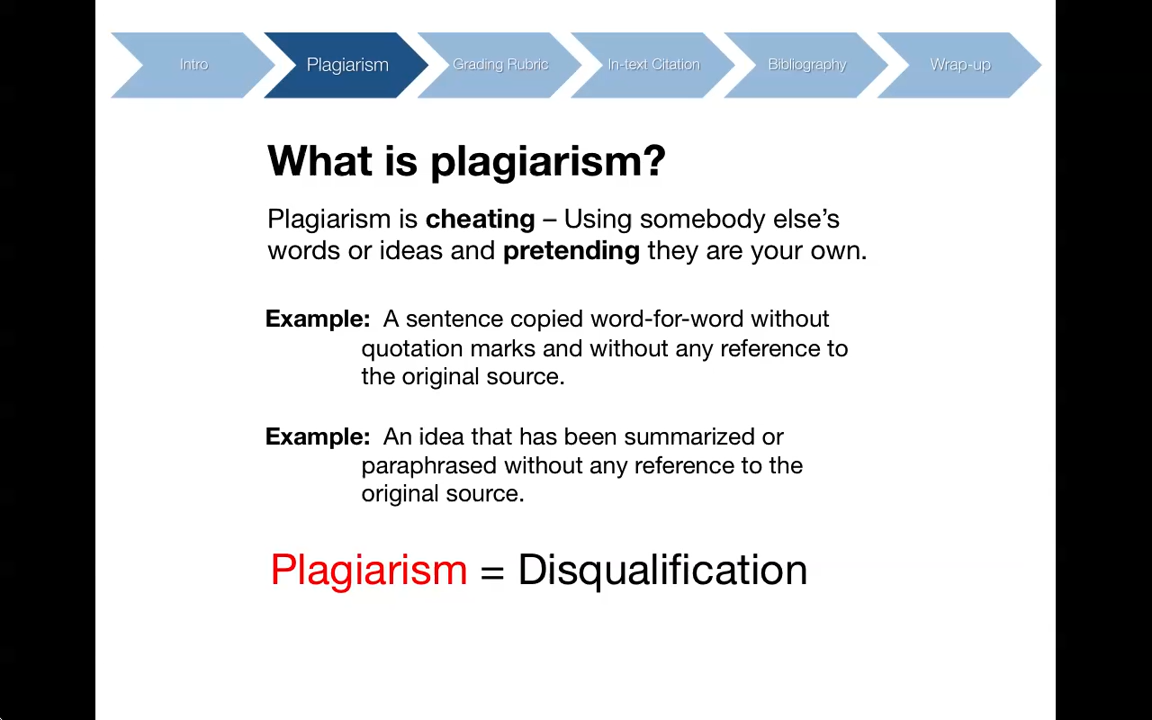 Intro
Plagiarism
Grading Rubric
In-text Citation
Bibliography
Wrap-up
What is plagiarism?
Plagiarism is cheating – Using somebody else’s
words or ideas and pretending they are your own.
Example: A sentence copied word-for-word without
quotation marks and without any reference to
the original source.
Example: An idea that has been summarized or
paraphrased without any reference to the
original source.
Plagiarism = Disqualification